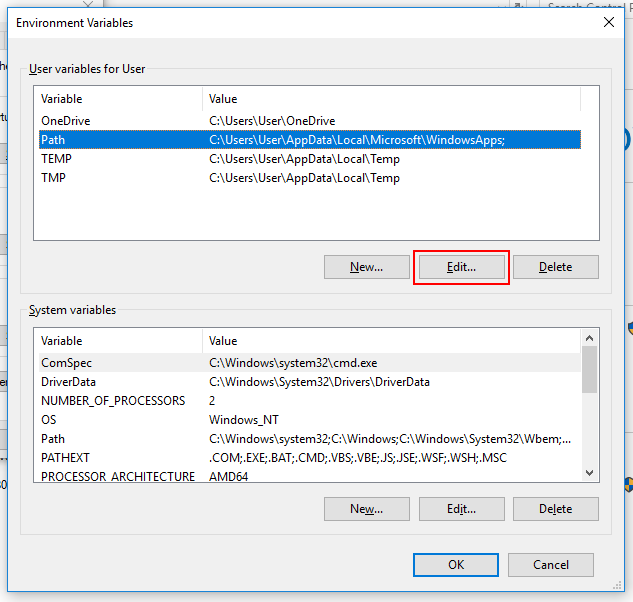 Search Control P
Environment Variables
User variables for User
Variable Value
OneDrive C:\Users\User\OneDrive
Path C:\Users\User\AppData\Local\Microsoft\WindowsApps;
TEMP C:\Users\User\AppData\Local\Temp
TMP C:\Users\User\AppData\Local\Temp
New... Edit... Delete
System variables
Variable Value
ComSpec C:\Windows\system32\cmd.exe
DriverData C:\Windows\System32\Drivers\DriverData
NUMBER_OF_PROCESSORS 2
OS Windows_NT
Path C:\Windows\system32;C:\Windows;C:\Windows\System32\Wbem;...
PATHEXT .COM;.EXE;.BAT;.CMD;.VBS;.VBE;.JS;.JSE;.WSF;.WSH;.MSC
PROCESSOR_ARCHITECTURE AMD64
New... Edit... Delete
OK Cancel